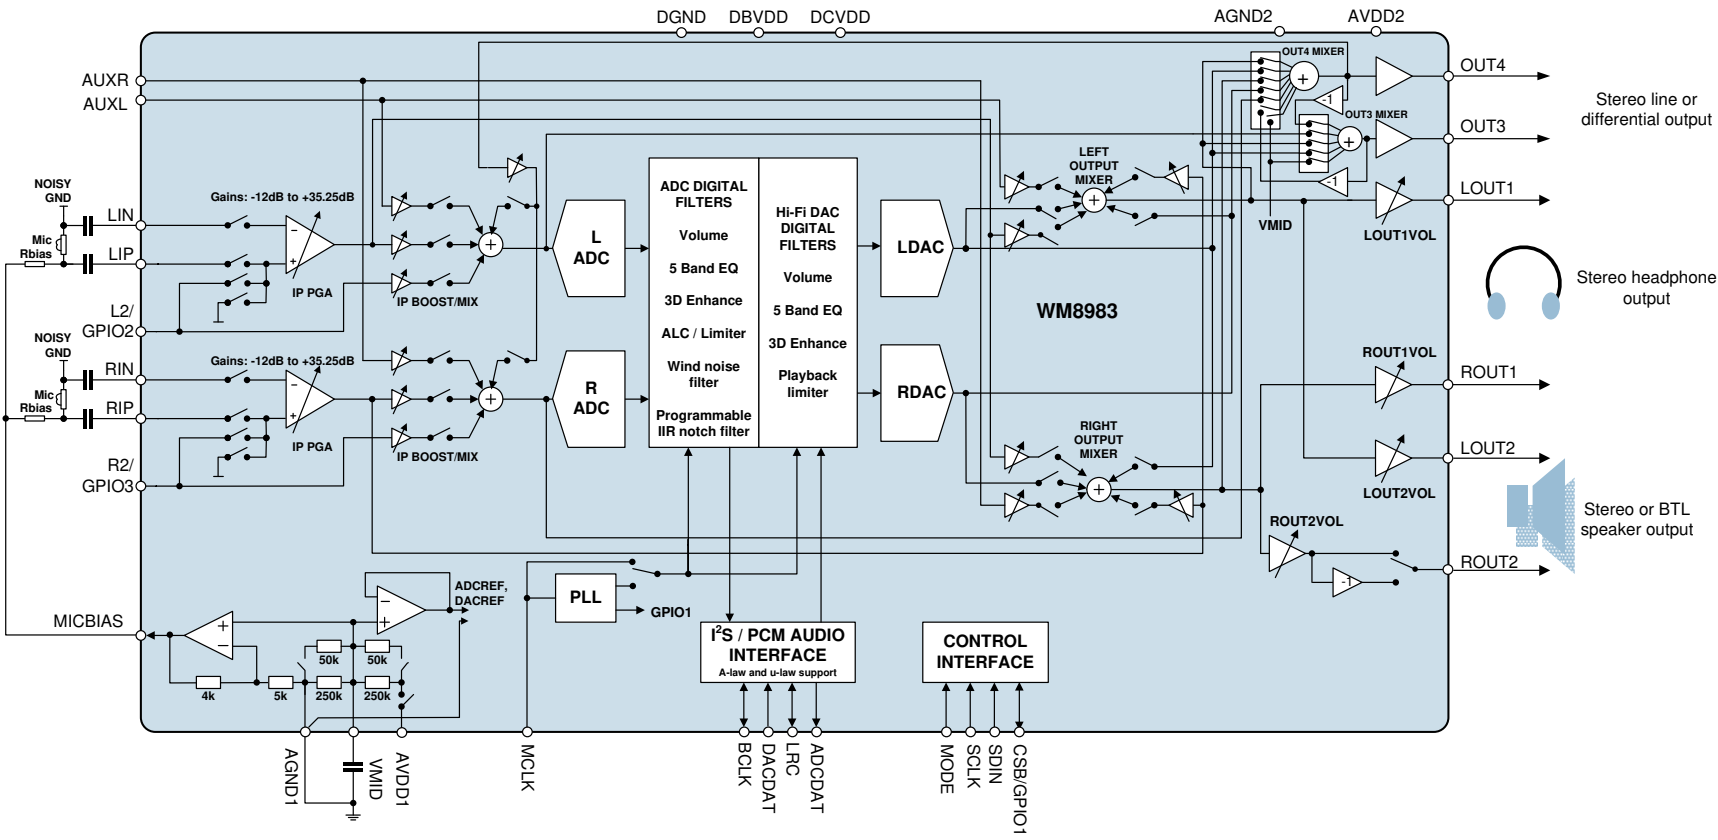 DGND
DBVDD
DCVDD
AGND2
AVDD2
AUXR
AUXL
OUT4 MIXER
OUT4
-1
OUT3 MIXER
OUT3
Stereo line or
differential output
NOISY
GND
LIN
Mic
Rbias
LIP
L2/
GPIO2
Gains: -12dB to +35.25dB
−
+
IP PGA
+
IP BOOST/MIX
L
ADC
ADC DIGITAL
FILTERS
Volume
5 Band EQ
3D Enhance
ALC / Limiter
Wind noise
filter
Programmable
IIR notch filter
Hi-Fi DAC
DIGITAL
FILTERS
Volume
5 Band EQ
3D Enhance
Playback
limiter
LDAC
LEFT
OUTPUT
MIXER
+
+
+
-1
VMID
LOUT1
LOUT1VOL
WM8983
Stereo headphone
output
NOISY
GND
RIN
Mic
Rbias
RIP
R2/
GPIO3
Gains: -12dB to +35.25dB
−
+
IP PGA
+
IP BOOST/MIX
R
ADC
RDAC
RIGHT
OUTPUT
MIXER
+
ROUT1VOL
ROUT1
LOUT2
LOUT2VOL
ROUT2VOL
-1
ROUT2
Stereo or BTL
speaker output
MICBIAS
+
−
−
+
ADCREF,
DACREF
50k
50k
4k
5k
250k
250k
PLL
GPIO1
I2S / PCM AUDIO
INTERFACE
A-law and u-law support
CONTROL
INTERFACE
AGND1
VMID
AVDD1
MCLK
BCLK
DACDAT
LRC
ADCDAT
MODE
SCLK
SDIN
CSB/GPIO1